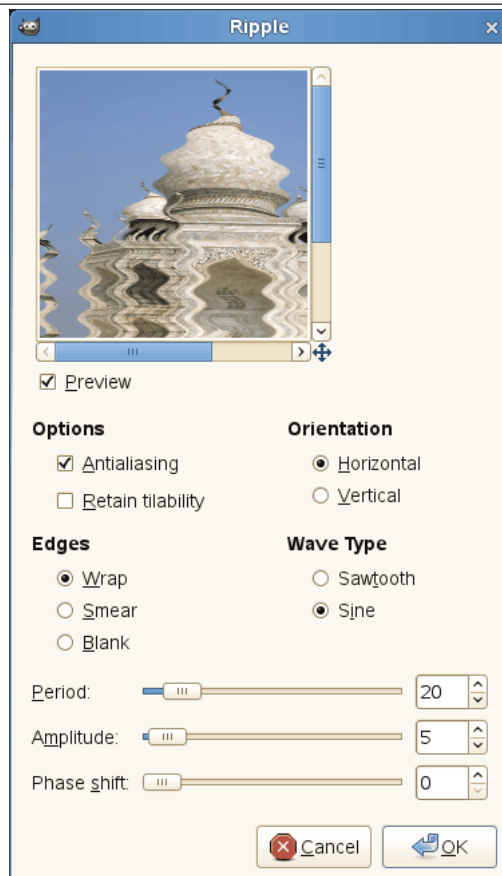 Ripple
Preview
Options
Orientation
Antialiasing
Horizontal
Retain tilability
Vertical
Edges
Wave Type
Wrap
Sawtooth
Smear
Sine
Blank
Period:
20
Amplitude:
5
Phase shift:
0
Cancel
OK